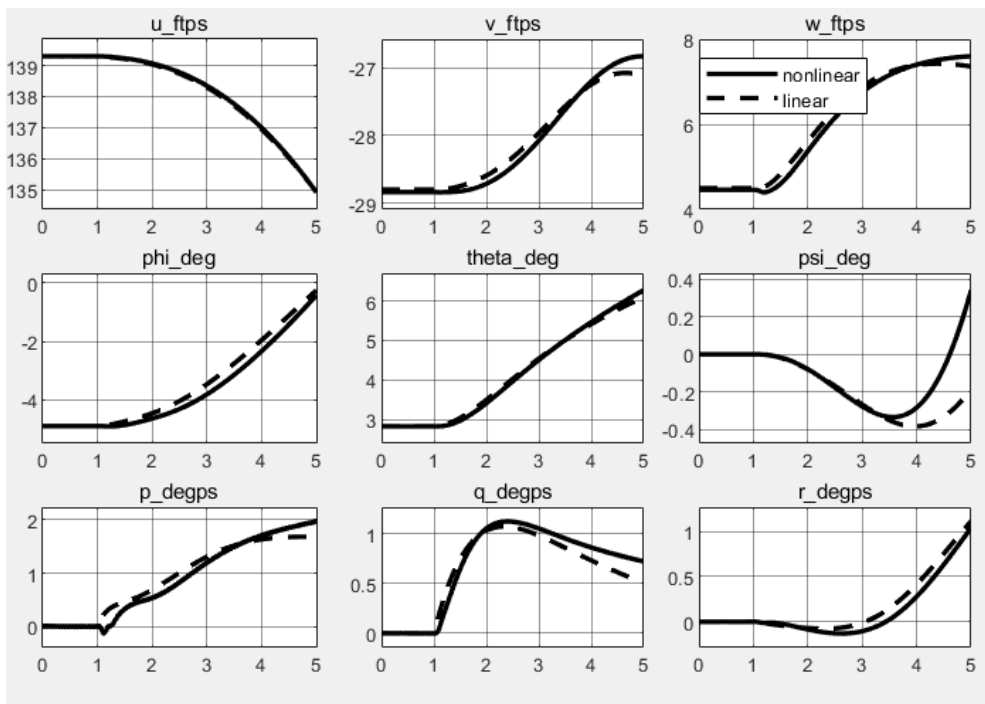 u_ftps
139
138
137
136
135
0 1 2 3 4 5
v_ftps
-27
-28
-29
0 1 2 3 4 5
w_ftps
8
6
4
nonlinear
linear
0 1 2 3 4 5
phi_deg
0
-2
-4
0 1 2 3 4 5
theta_deg
6
5
4
3
0 1 2 3 4 5
psi_deg
0.4
0.2
0
-0.2
-0.4
0 1 2 3 4 5
p_degps
2
1
0
0 1 2 3 4 5
q_degps
1
0.5
0
0 1 2 3 4 5
r_degps
1
0.5
0
0 1 2 3 4 5